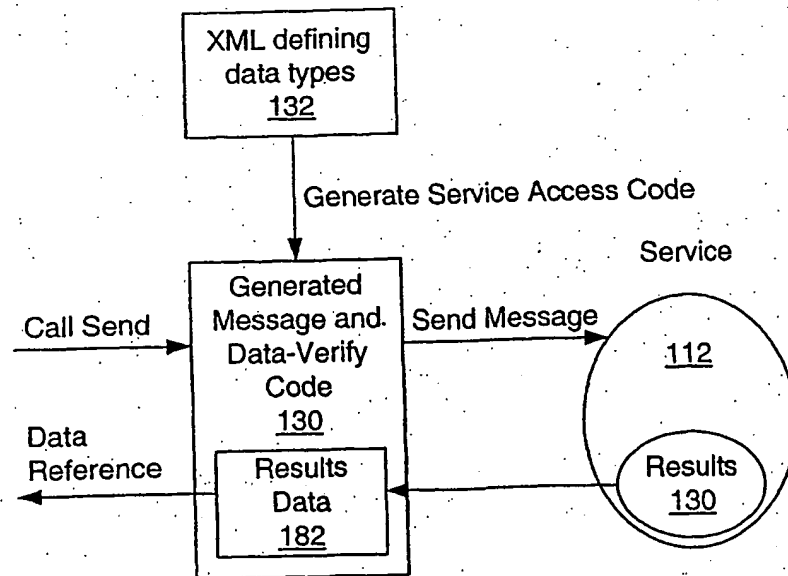 XML defining
data types
132
Generate Service Access Code
Service
Generated
Message and
Data-Verify
Code
130
Call Send
Send Message
112
Data
Reference
Results
Data
182
Results
130